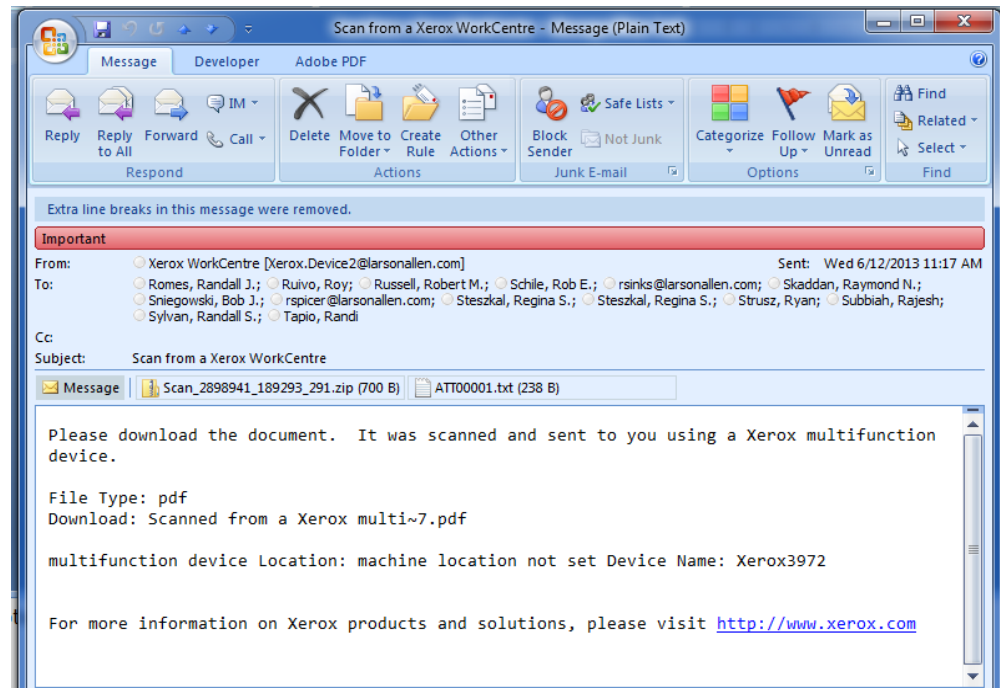 Scan from a Xerox WorkCentre - Message (Plain Text)
Message Developer Adobe PDF
Reply Reply to All Forward IM Call
Respond
Delete Move to Folder Create Rule Other Actions
Actions
Block Sender Safe Lists Not Junk
Junk E-mail
Categorize Follow Up Mark as Unread
Options
Find Related Select
Find
Extra line breaks in this message were removed.
Important
From: Xerox WorkCentre [Xerox.Device2@larsonallen.com] Sent: Wed 6/12/2013 11:17 AM
To: Romes, Randall J.; Ruivo, Roy; Russell, Robert M.; Schile, Rob E.; rsinks@larsonallen.com; Skaddan, Raymond N.;
Sniegowski, Bob J.; rspicer@larsonallen.com; Steszkal, Regina S.; Steszkal, Regina S.; Strusz, Ryan; Subbiah, Rajesh;
Sylvan, Randall S.; Tapio, Randi
Cc:
Subject: Scan from a Xerox WorkCentre
Message Scan_2898941_189293_291.zip (700 B) ATT00001.txt (238 B)
Please download the document. It was scanned and sent to you using a Xerox multifunction
device.
File Type: pdf
Download: Scanned from a Xerox multi~7.pdf
multifunction device Location: machine location not set Device Name: Xerox3972
For more information on Xerox products and solutions, please visit http://www.xerox.com